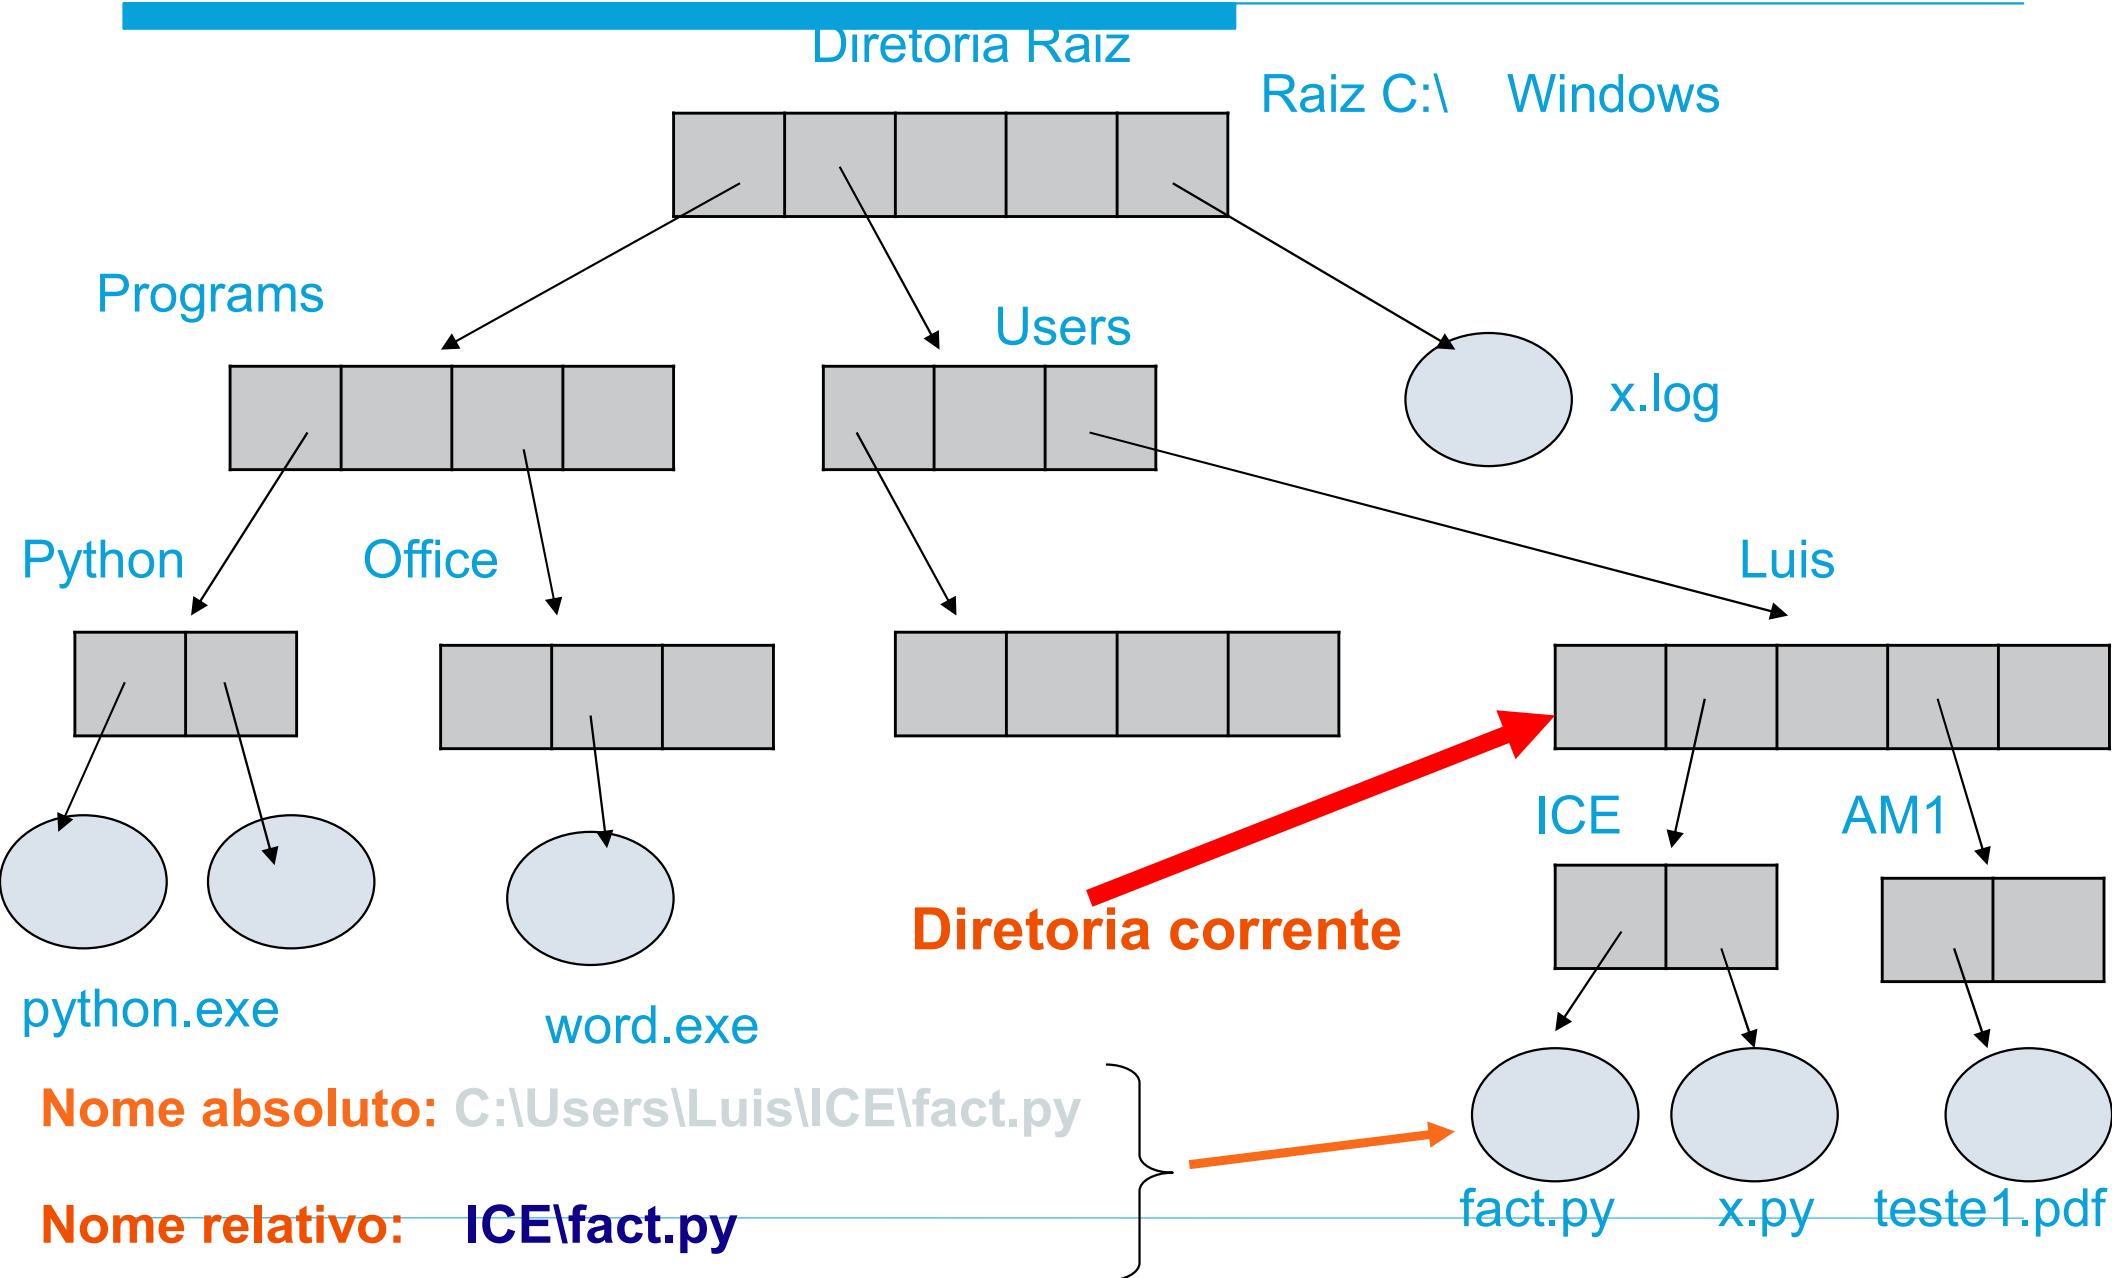 Diretoria Raiz
Raiz C:\ Windows
Programs
Users
x.log
Python
Office
Luis
ICE
AM1
Diretoria corrente
python.exe
word.exe
Nome absoluto: C:\Users\Luis\ICE\fact.py
fact.py
x.py
teste1.pdf
Nome relativo: ICE\fact.py